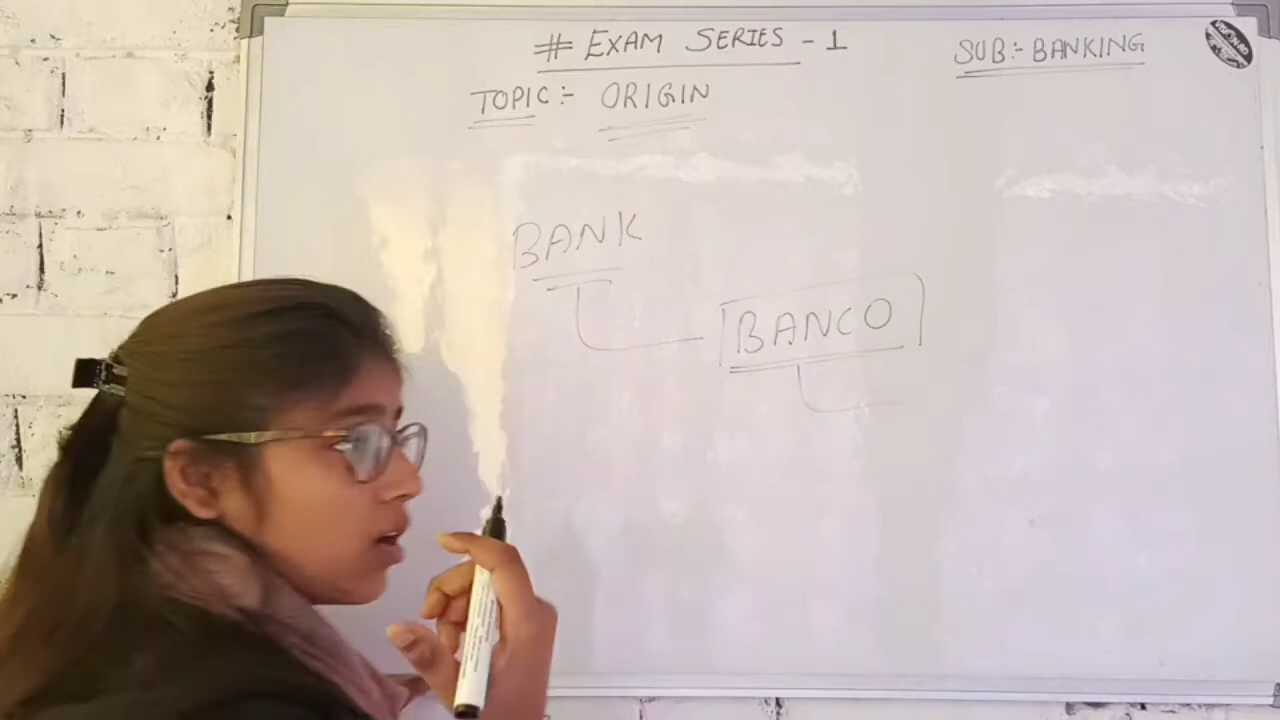 # EXAM SERIES - 1
SUB:- BANKING
TOPIC:- ORIGIN
BANK
BANCO